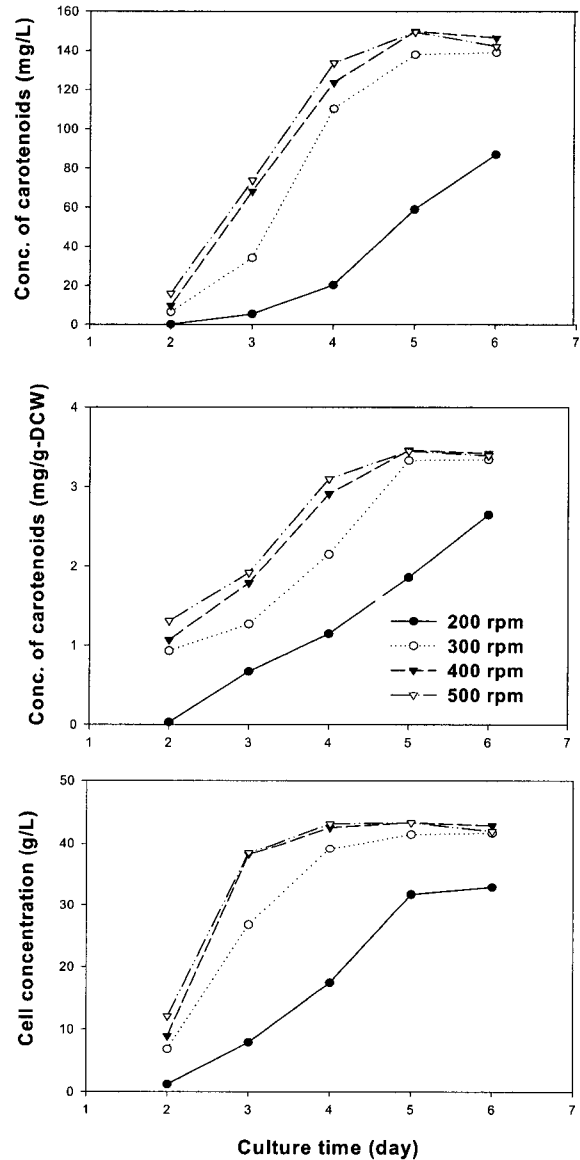 Conc. of carotenoids (mg/L)
160
140
120
100
80
60
40
20
0
1 2 3 4 5 6 7
Conc. of carotenoids (mg/g-DCW)
4
3
2
1
0
200 rpm
300 rpm
400 rpm
500 rpm
1 2 3 4 5 6 7
Cell concentration (g/L)
50
40
30
20
10
0
1 2 3 4 5 6 7
Culture time (day)